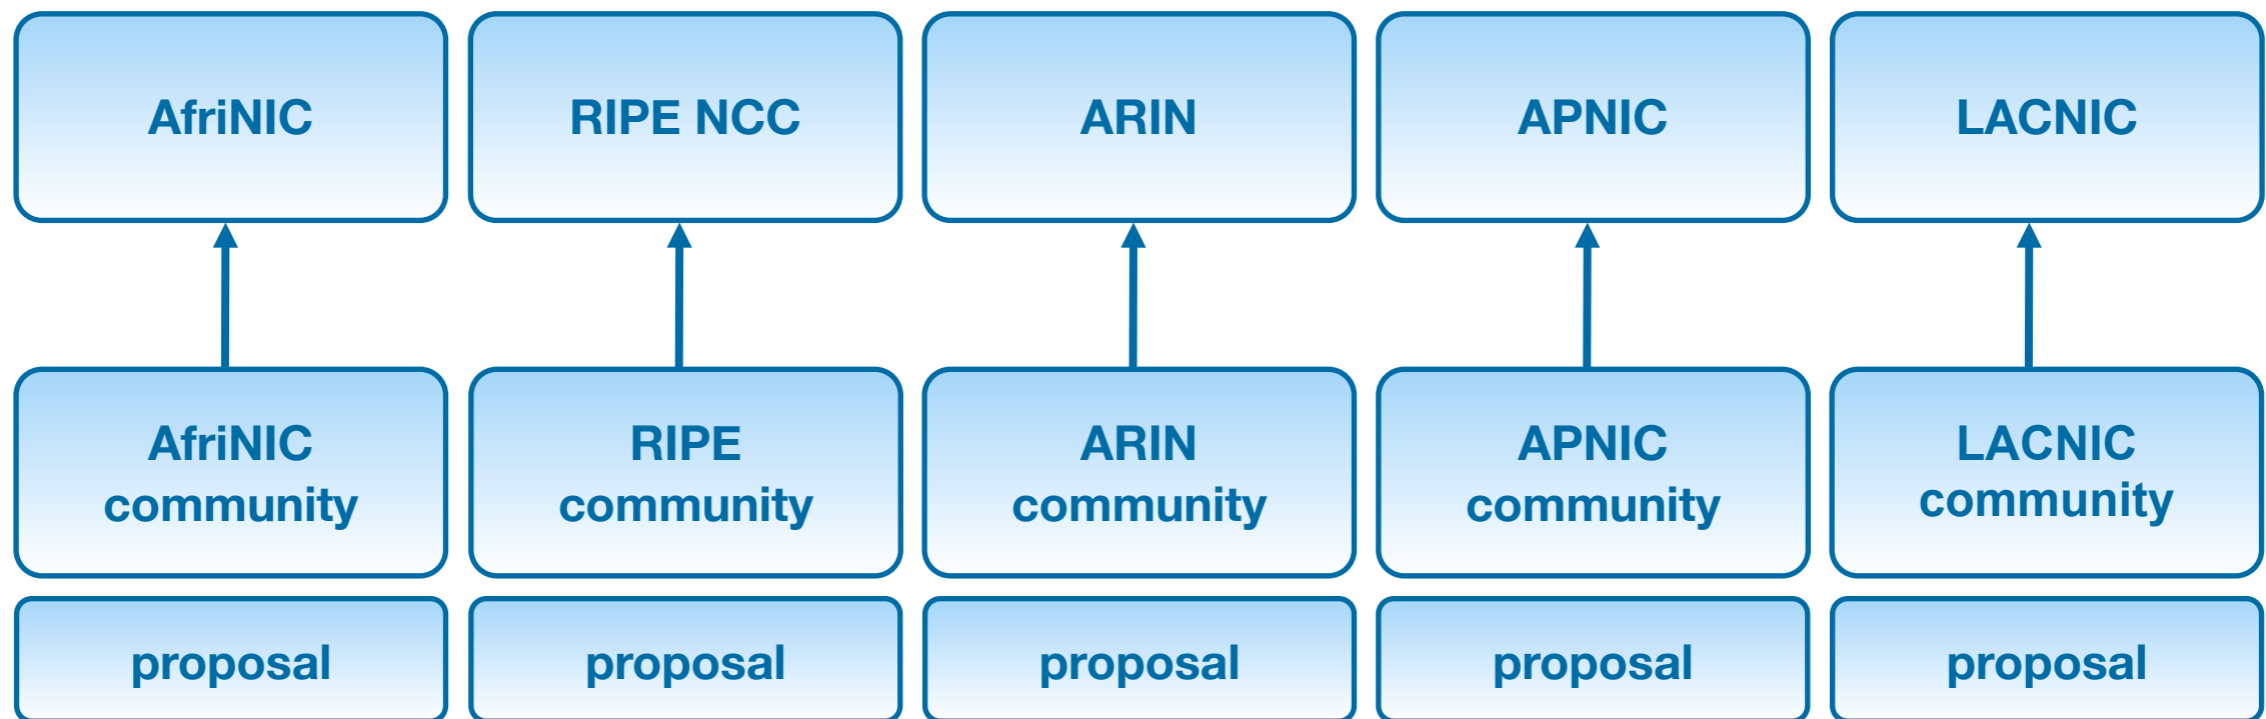 AfriNIC
RIPE NCC
ARIN
APNIC
LACNIC
AfriNIC
community
RIPE
community
ARIN
community
APNIC
community
LACNIC
community
proposal
proposal
proposal
proposal
proposal